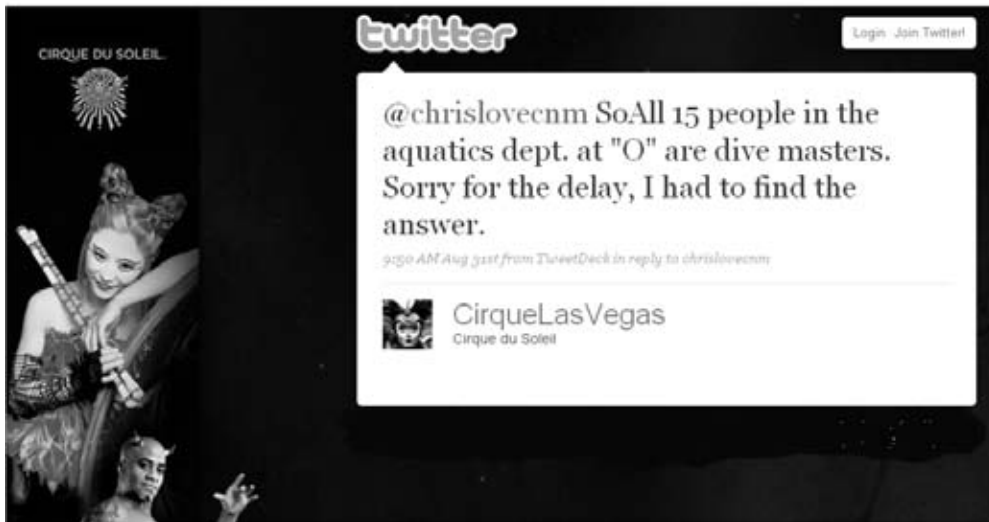 CIRQUE DU SOLEIL.
twitter
Login Join Twitter!
@chrislovecnm SoAll 15 people in the
aquatics dept. at "O" are dive masters.
Sorry for the delay, I had to find the
answer.
9:50 AM Aug 31st from TweetDeck in reply to chrislovecnm
CirqueLasVegas
Cirque du Soleil